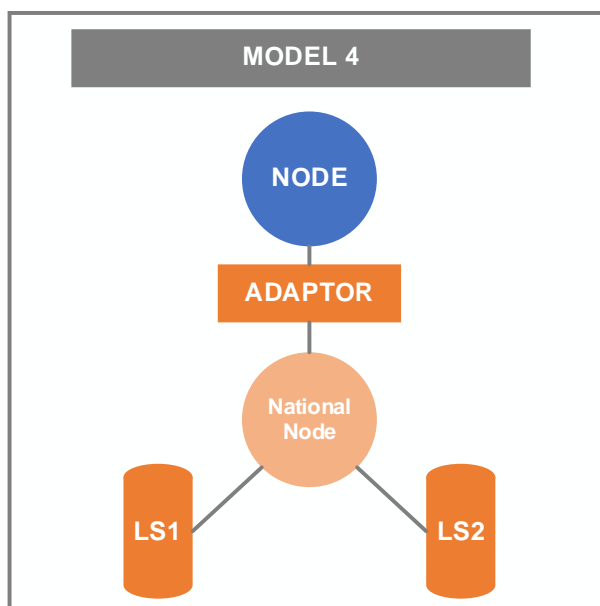 MODEL 4
NODE
ADAPTOR
National
Node
LS1
LS2